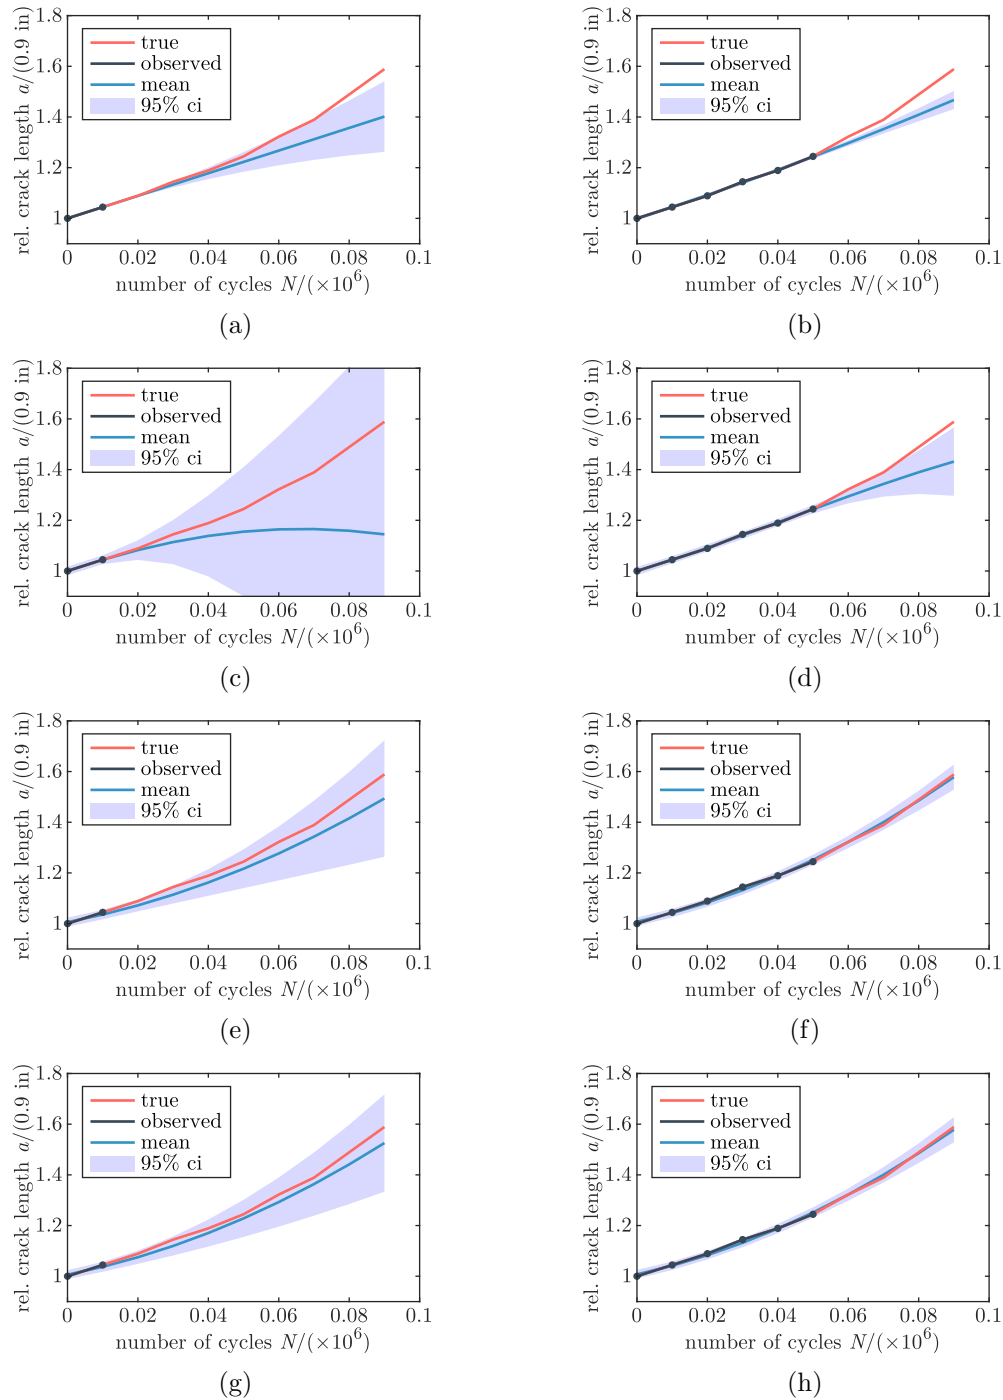 rel. crack length a/(0.9 in)
1.8
1.6
1.4
1.2
1
true
observed
mean
95% ci
0 0.02 0.04 0.06 0.08 0.1
number of cycles N/(×10^6)
(a)
rel. crack length a/(0.9 in)
1.8
1.6
1.4
1.2
1
true
observed
mean
95% ci
0 0.02 0.04 0.06 0.08 0.1
number of cycles N/(×10^6)
(b)
rel. crack length a/(0.9 in)
1.8
1.6
1.4
1.2
1
true
observed
mean
95% ci
0 0.02 0.04 0.06 0.08 0.1
number of cycles N/(×10^6)
(c)
rel. crack length a/(0.9 in)
1.8
1.6
1.4
1.2
1
true
observed
mean
95% ci
0 0.02 0.04 0.06 0.08 0.1
number of cycles N/(×10^6)
(d)
rel. crack length a/(0.9 in)
1.8
1.6
1.4
1.2
1
true
observed
mean
95% ci
0 0.02 0.04 0.06 0.08 0.1
number of cycles N/(×10^6)
(e)
rel. crack length a/(0.9 in)
1.8
1.6
1.4
1.2
1
true
observed
mean
95% ci
0 0.02 0.04 0.06 0.08 0.1
number of cycles N/(×10^6)
(f)
rel. crack length a/(0.9 in)
1.8
1.6
1.4
1.2
1
true
observed
mean
95% ci
0 0.02 0.04 0.06 0.08 0.1
number of cycles N/(×10^6)
(g)
rel. crack length a/(0.9 in)
1.8
1.6
1.4
1.2
1
true
observed
mean
95% ci
0 0.02 0.04 0.06 0.08 0.1
number of cycles N/(×10^6)
(h)